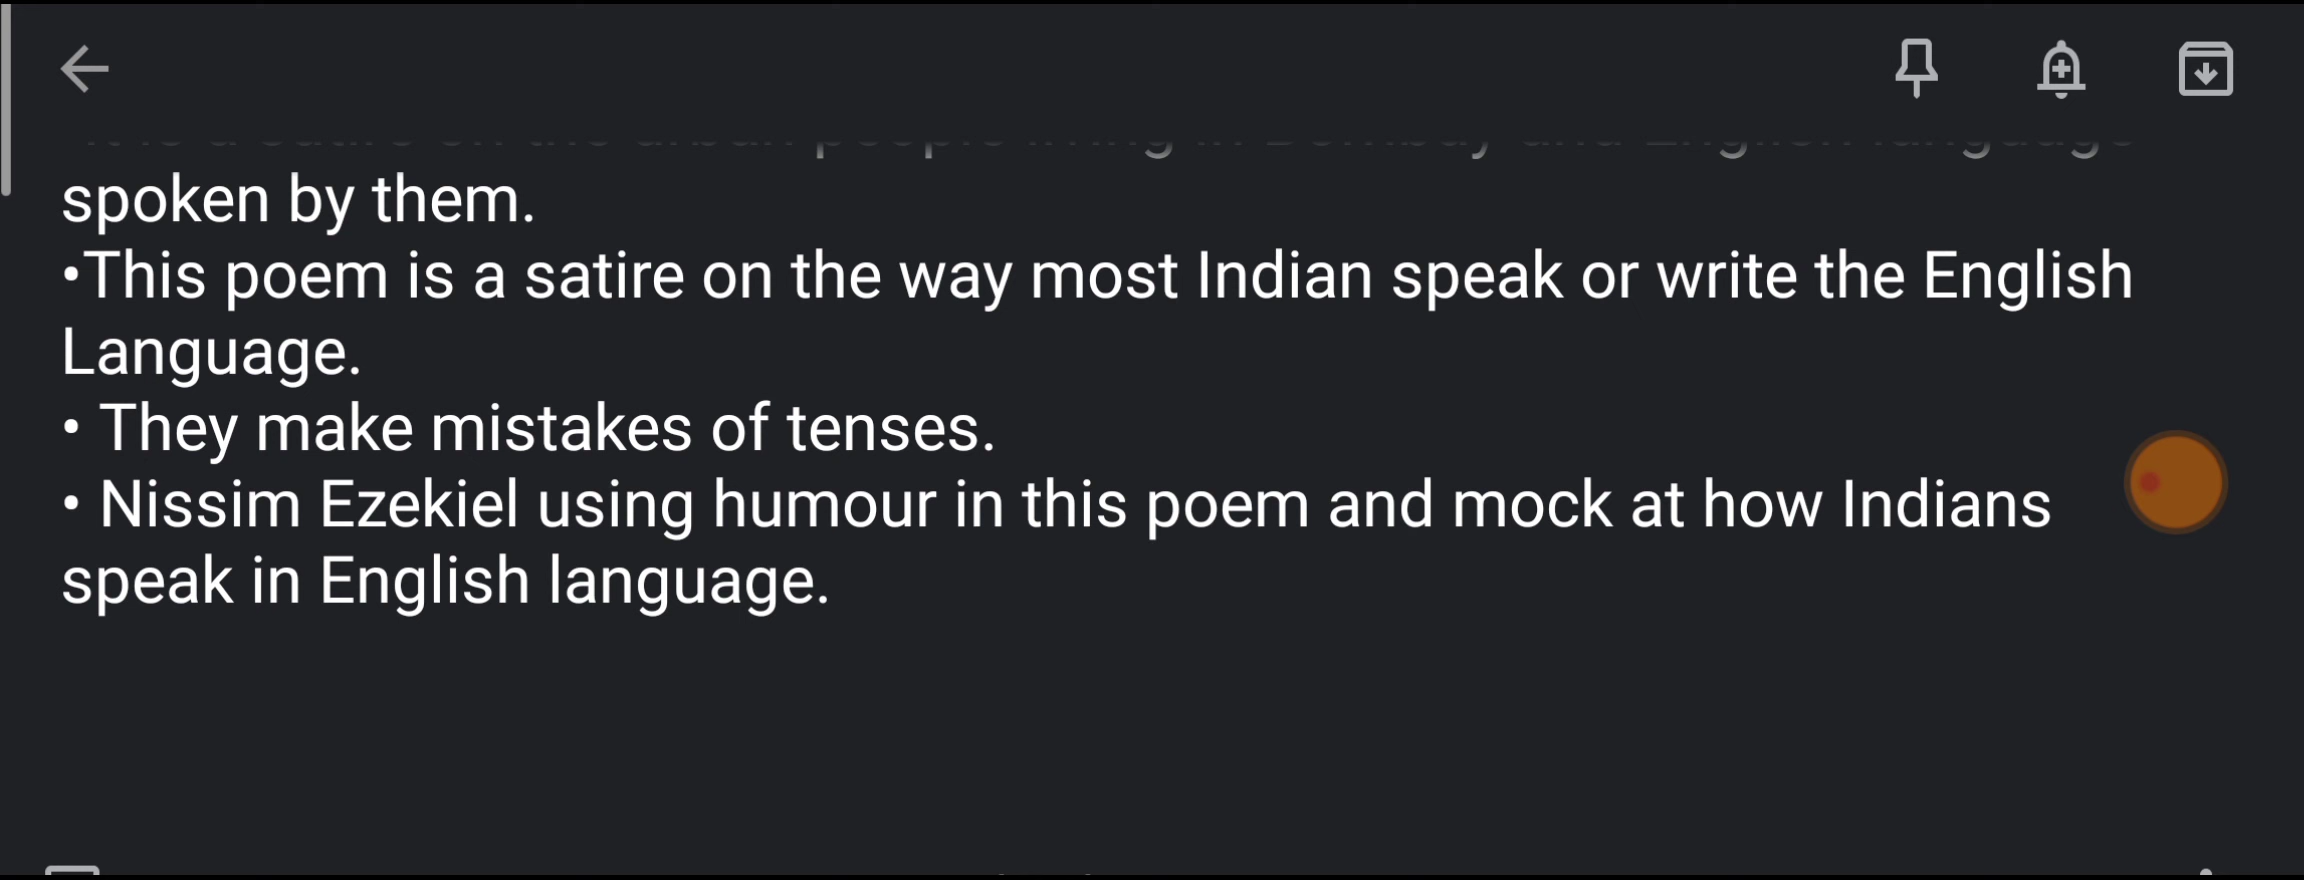 spoken by them.
•This poem is a satire on the way most Indian speak or write the English
Language.
• They make mistakes of tenses.
• Nissim Ezekiel using humour in this poem and mock at how Indians
speak in English language.